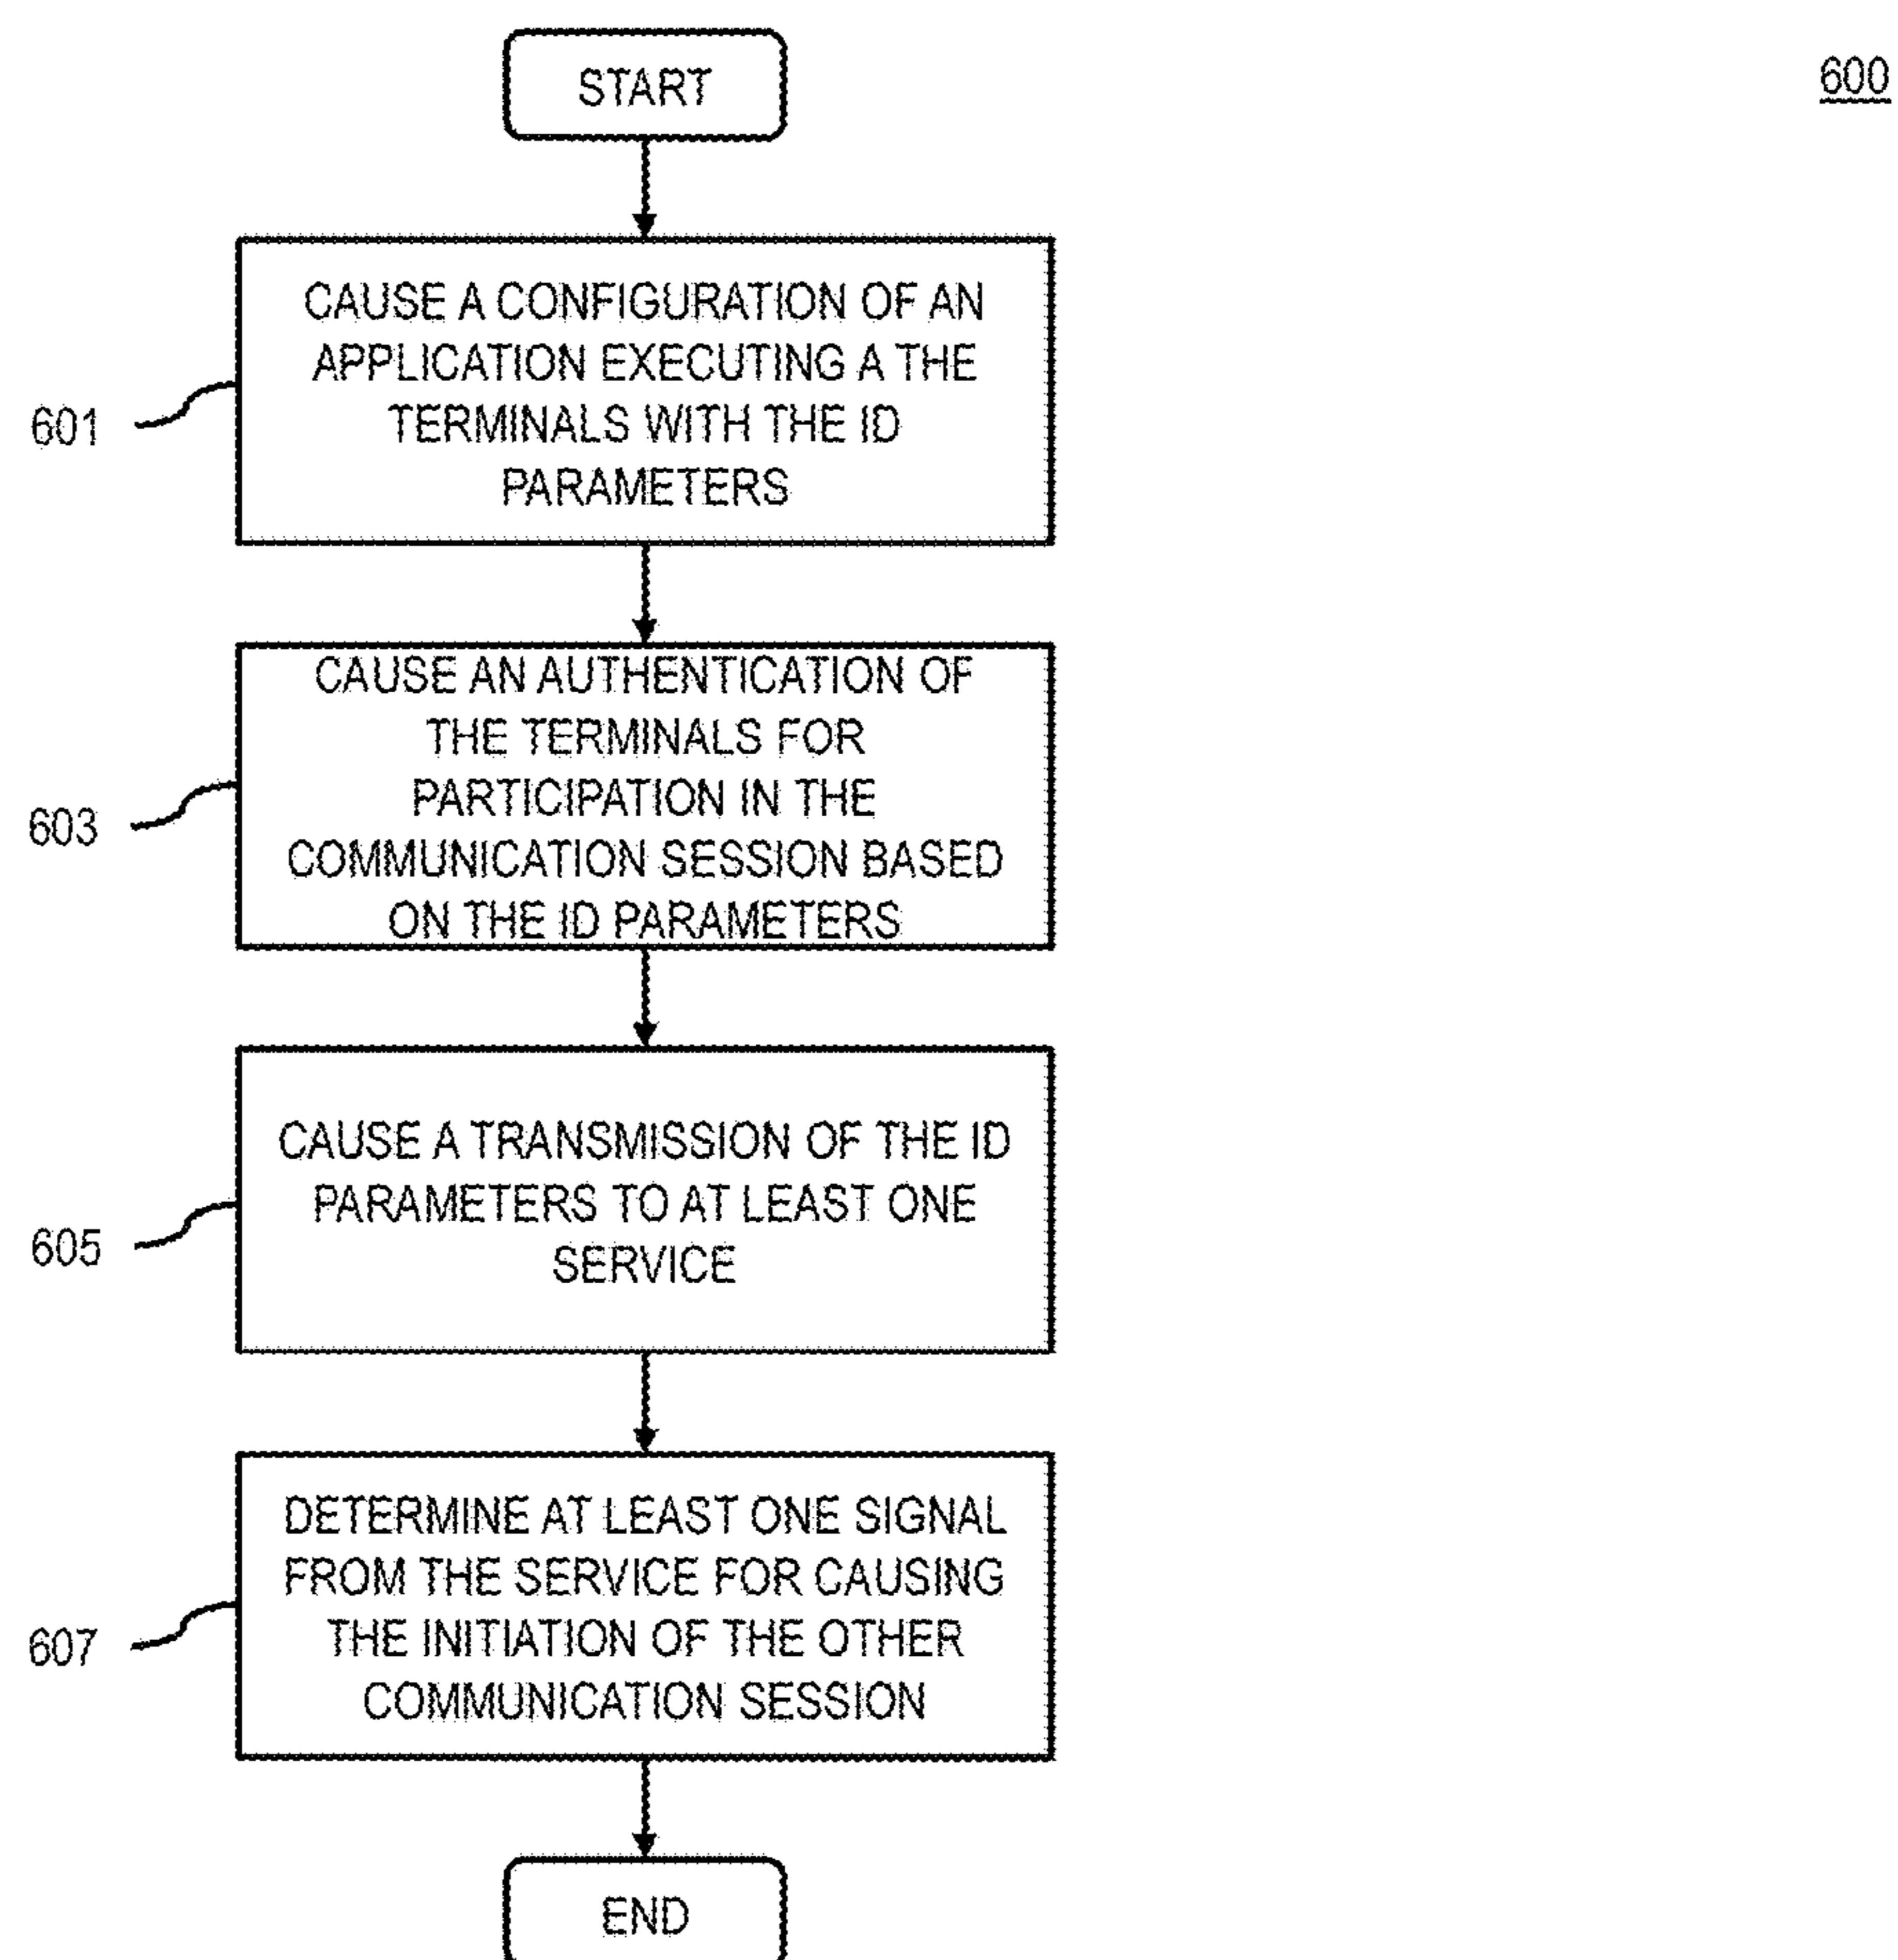 START
600
CAUSE A CONFIGURATION OF AN
APPLICATION EXECUTING A THE
TERMINALS WITH THE ID
PARAMETERS
601
CAUSE AN AUTHENTICATION OF
THE TERMINALS FOR
PARTICIPATION IN THE
COMMUNICATION SESSION BASED
ON THE ID PARAMETERS
603
CAUSE A TRANSMISSION OF THE ID
PARAMETERS TO AT LEAST ONE
SERVICE
605
DETERMINE AT LEAST ONE SIGNAL
FROM THE SERVICE FOR CAUSING
THE INITIATION OF THE OTHER
COMMUNICATION SESSION
607
END